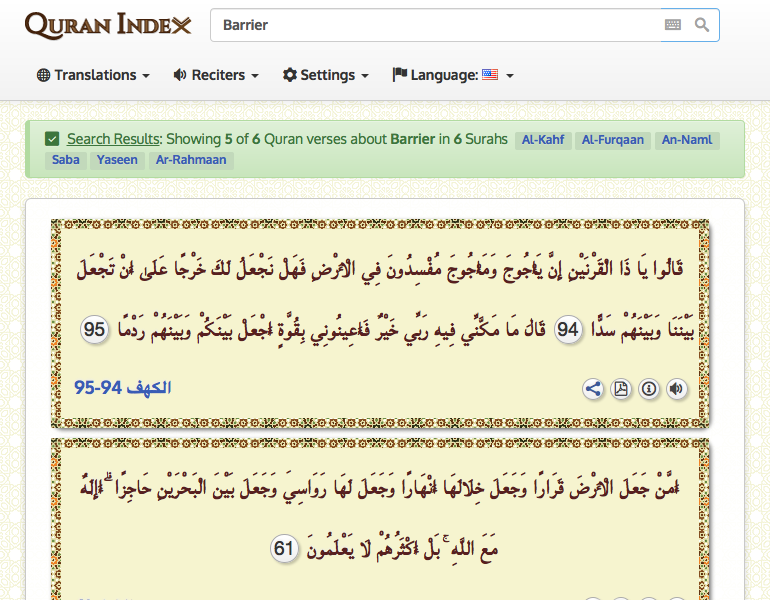 QURAN INDEX
Barrier
Translations Reciters Settings Language:
Search Results: Showing 5 of 6 Quran verses about Barrier in 6 Surahs Al-Kahf Al-Furqaan An-Naml
Saba Yaseen Ar-Rahmaan
قَالُوا يَا ذَا الْقَرْنَيْنِ إِنَّ يَأْجُوجَ وَمَأْجُوجَ مُفْسِدُونَ فِي الْأَرْضِ فَهَلْ نَجْعَلُ لَكَ خَرْجًا عَلَىٰ أَنْ تَجْعَلَ
بَيْنَنَا وَبَيْنَهُمْ سَدًّا 94 قَالَ مَا مَكَّنِّي فِيهِ رَبِّي خَيْرٌ فَأَعِينُونِي بِقُوَّةٍ أَجْعَلْ بَيْنَكُمْ وَبَيْنَهُمْ رَدْمًا 95
الكهف 94-95
أَمَّنْ جَعَلَ الْأَرْضَ قَرَارًا وَجَعَلَ خِلَالَهَا أَنْهَارًا وَجَعَلَ لَهَا رَوَاسِيَ وَجَعَلَ بَيْنَ الْبَحْرَيْنِ حَاجِزًا ۗ أَإِلَٰهٌ
مَعَ اللَّهِ ۚ بَلْ أَكْثَرُهُمْ لَا يَعْلَمُونَ 61